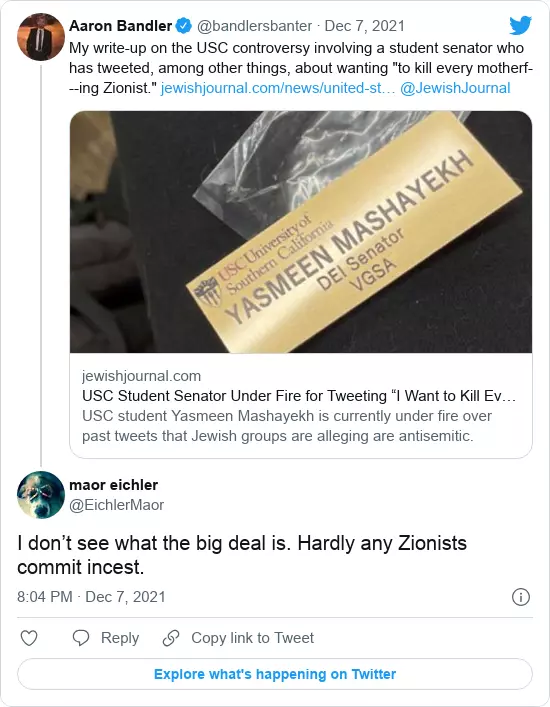 Aaron Bandler @bandlersbanter · Dec 7, 2021
My write-up on the USC controversy involving a student senator who
has tweeted, among other things, about wanting "to kill every motherf-
--ing Zionist." jewishjournal.com/news/united-st… @JewishJournal
USC University of
Southern California
YASMEEN MASHAYEKH
DEI Senator
VGSA
jewishjournal.com
USC Student Senator Under Fire for Tweeting “I Want to Kill Ev…
USC student Yasmeen Mashayekh is currently under fire over
past tweets that Jewish groups are alleging are antisemitic.
maor eichler
@EichlerMaor
I don’t see what the big deal is. Hardly any Zionists
commit incest.
8:04 PM · Dec 7, 2021
Reply
Copy link to Tweet
Explore what's happening on Twitter